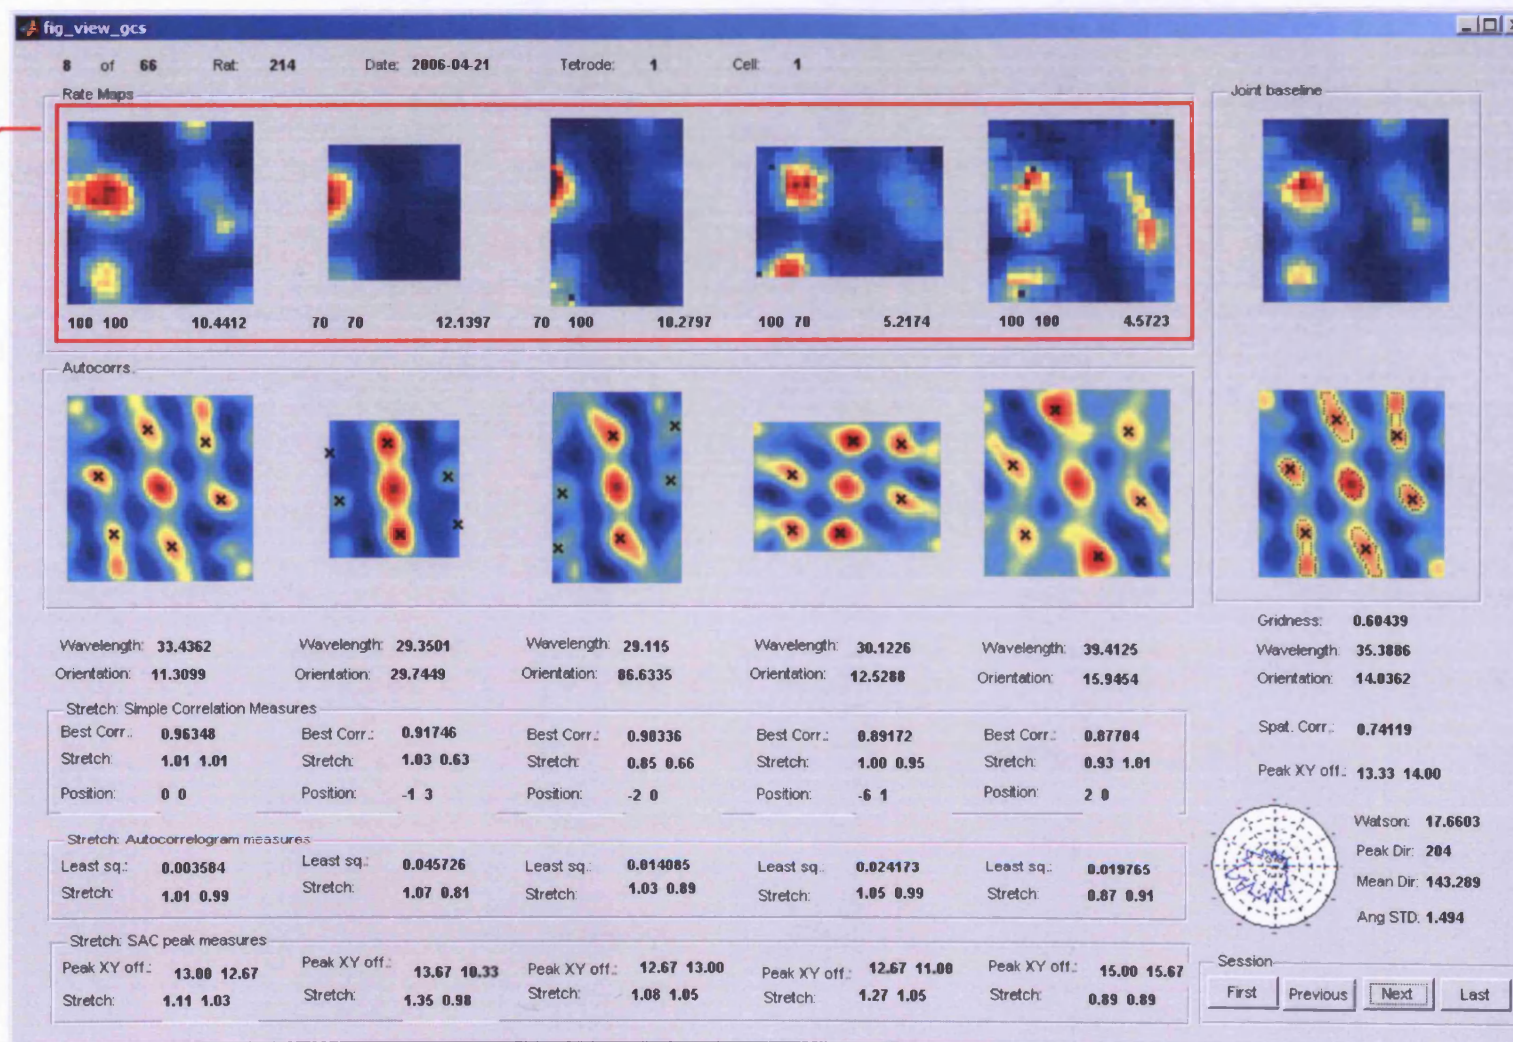 fig_view_gcs
8 of 66 Rat: 214 Date: 2006-04-21 Tetrode: 1 Cell: 1
Rate Maps
Joint baseline
100 100 10.4412 70 70 12.1397 70 100 10.2797 100 70 5.2174 100 100 4.5723
Autocorrs.
Gridness: 0.60439
Wavelength: 33.4362 Wavelength: 29.3501 Wavelength: 29.115 Wavelength: 30.1226 Wavelength: 39.4125 Wavelength 35.3886
Orientation: 11.3099 Orientation: 29.7449 Orientation: 86.6335 Orientation: 12.5288 Orientation: 15.9454 Orientation: 14.0362
Stretch: Simple Correlation Measures
Best Corr.: 0.96348 Best Corr.: 0.91746 Best Corr.: 0.90336 Best Corr.: 0.89172 Best Corr.: 0.87704 Spat. Corr.: 0.74119
Stretch: 1.01 1.01 Stretch: 1.03 0.63 Stretch: 0.85 0.66 Stretch: 1.00 0.95 Stretch: 0.93 1.01
Peak XY off.: 13.33 14.00
Position: 0 0 Position: -1 3 Position: -2 0 Position: -6 1 Position: 2 0
Watson: 17.6603
Stretch: Autocorrelogram measures
Peak Dir: 204
Least sq.: 0.003584 Least sq.: 0.045726 Least sq.: 0.014085 Least sq.: 0.024173 Least sq.: 0.019765
Mean Dir: 143.289
Stretch: 1.01 0.99 Stretch: 1.07 0.81 Stretch: 1.03 0.89 Stretch: 1.05 0.99 Stretch: 0.87 0.91
Ang STD: 1.494
Stretch: SAC peak measures
Peak XY off.: 13.00 12.67 Peak XY off.: 13.67 10.33 Peak XY off.: 12.67 13.00 Peak XY off.: 12.67 11.00 Peak XY off.: 15.00 15.67
Stretch: 1.11 1.03 Stretch: 1.35 0.98 Stretch: 1.08 1.05 Stretch: 1.27 1.05 Stretch: 0.89 0.89
Session
First Previous Next Last